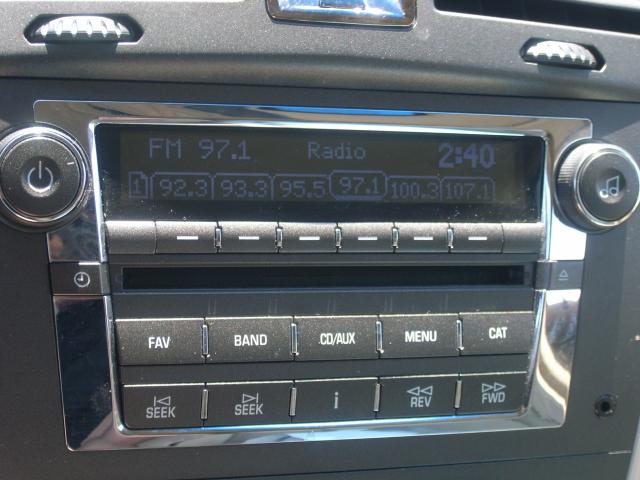 FM 97.1 Radio 2:40
1 92.3 93.3 95.5 97.1 100.3 107.1
FAV BAND CD/AUX MENU CAT
SEEK SEEK i REV FWD